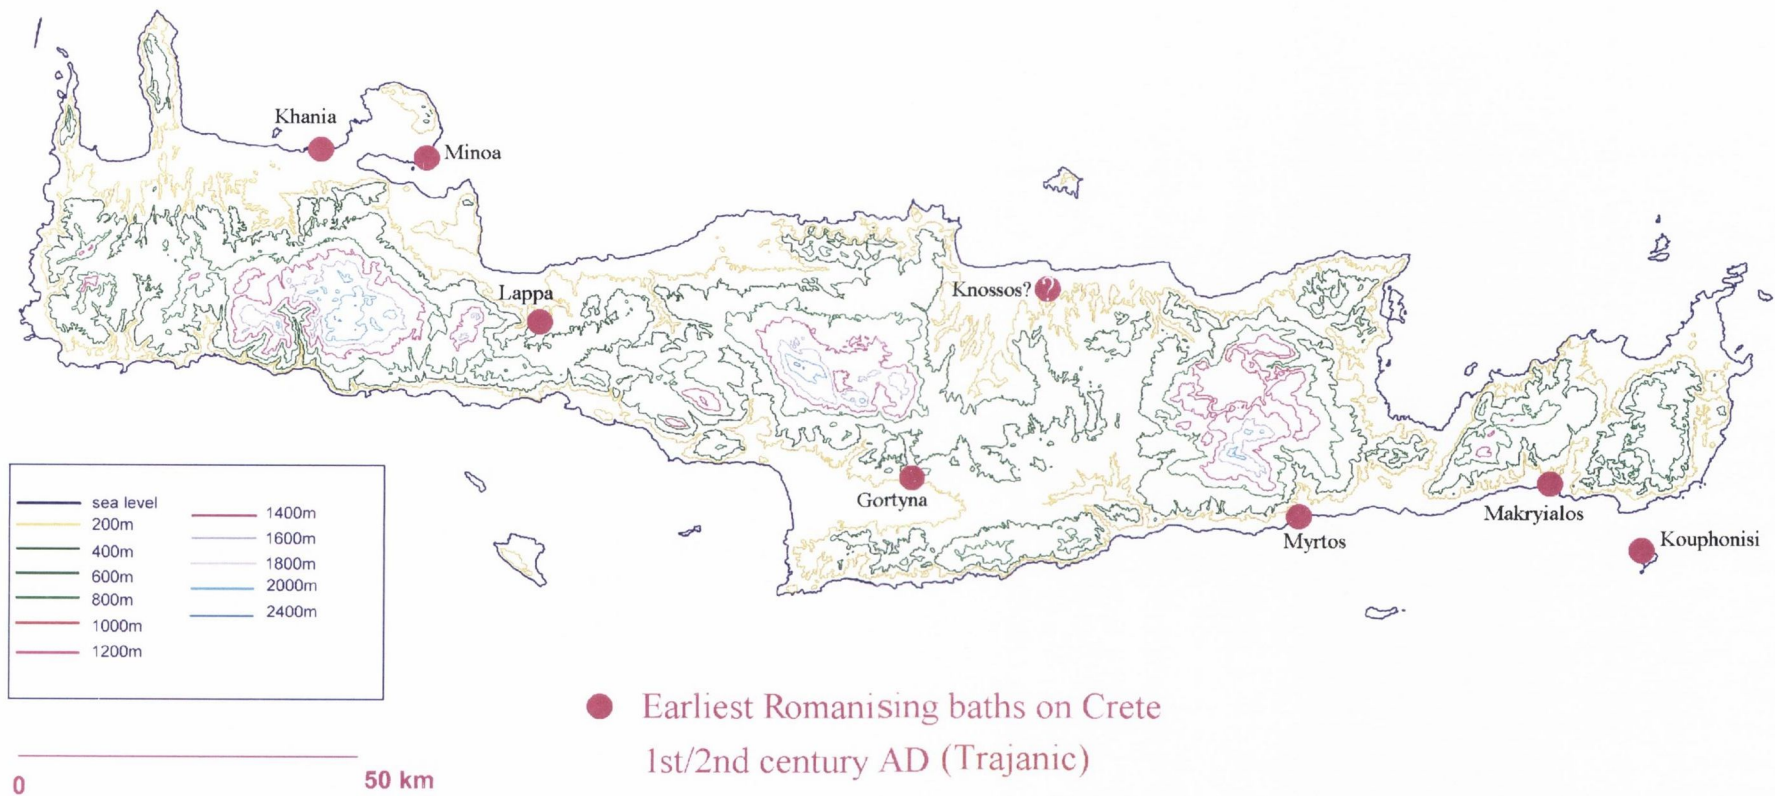 Khania
Minoa
Lappa
Knossos? ?
Gortyna
Myrtos
Makryialos
Kouphonisi
sea level
200m
400m
600m
800m
1000m
1200m
1400m
1600m
1800m
2000m
2400m
Earliest Romanising baths on Crete
1st/2nd century AD (Trajanic)
0 50 km